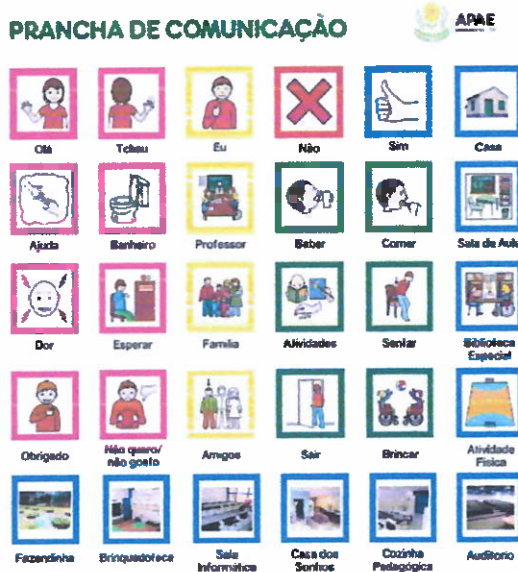 PRANCHA DE COMUNICAÇÃO
APAE
Olá
Tchau
Eu
Não
Sim
Casa
Ajuda
Banheiro
Professor
Beber
Comer
Sala de Aula
Dor
Esperar
Família
Atividades
Sentar
Biblioteca
Especial
Obrigado
Não quero/
não gosto
Amigos
Sair
Brincar
Atividade
Física
Fazendinha
Brinquedoteca
Sala
Informática
Casa dos
Sonhos
Cozinha
Pedagógica
Auditório